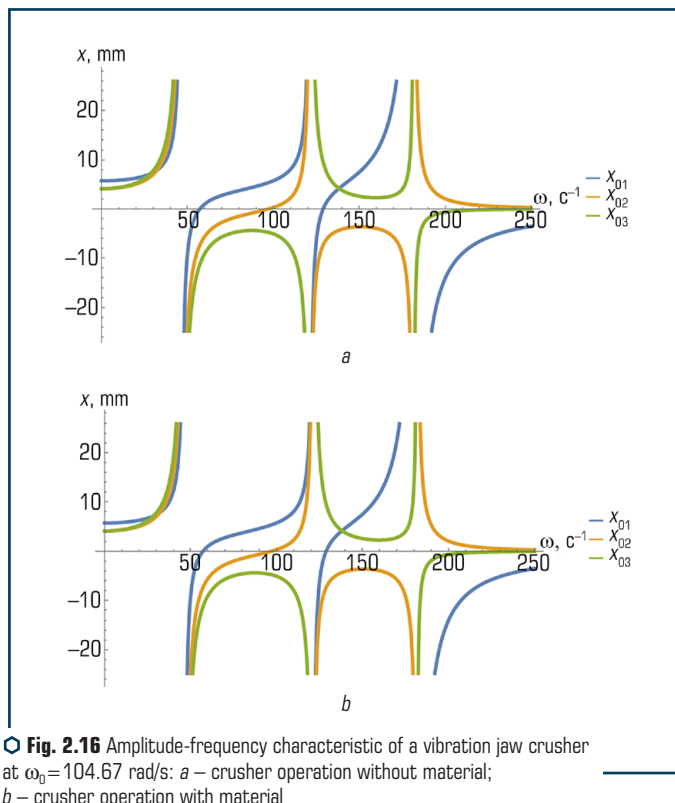 x, mm
20
10
50 100 150 200 250
ω, c⁻¹
−10
−20
X₀₁
X₀₂
X₀₃
a
x, mm
20
10
50 100 150 200 250
ω, c⁻¹
−10
−20
X₀₁
X₀₂
X₀₃
b
Fig. 2.16 Amplitude-frequency characteristic of a vibration jaw crusher
at ω₀=104.67 rad/s: a – crusher operation without material;
b – crusher operation with material